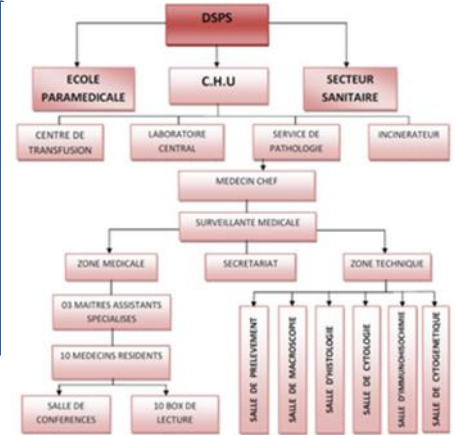 DSPS
ECOLE
PARAMEDICALE
C.H.U
SECTEUR
SANITAIRE
CENTRE DE
TRANSFUSION
LABORATOIRE
CENTRAL
SERVICE DE
PATHOLOGIE
INCINERATEUR
MEDECIN CHEF
SURVEILLANTE MEDICALE
ZONE MEDICALE
SECRETARIAT
ZONE TECHNIQUE
03 MAITRES ASSISTANTS
SPECIALISES
10 MEDECINS RESIDENTS
SALLE DE
CONFERENCES
10 BOX DE
LECTURE
SALLE DE PRELEVEMENT
SALLE DE MACROSCOPIE
SALLE D'HISTOLOGIE
SALLE DE CYTOLOGIE
SALLE D'IMMUNOHISOCHIMIE
SALLE DE CYTOGENETIQUE